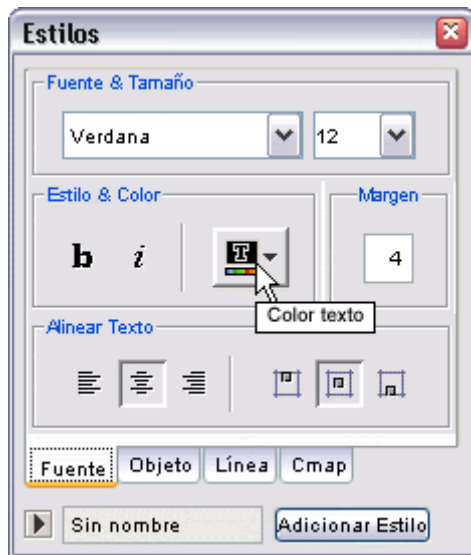 Estilos
Fuente & Tamaño
Verdana 12
Estilo & Color Margen
b i T 4
Color texto
Alinear Texto
Fuente Objeto Línea Cmap
Sin nombre Adicionar Estilo